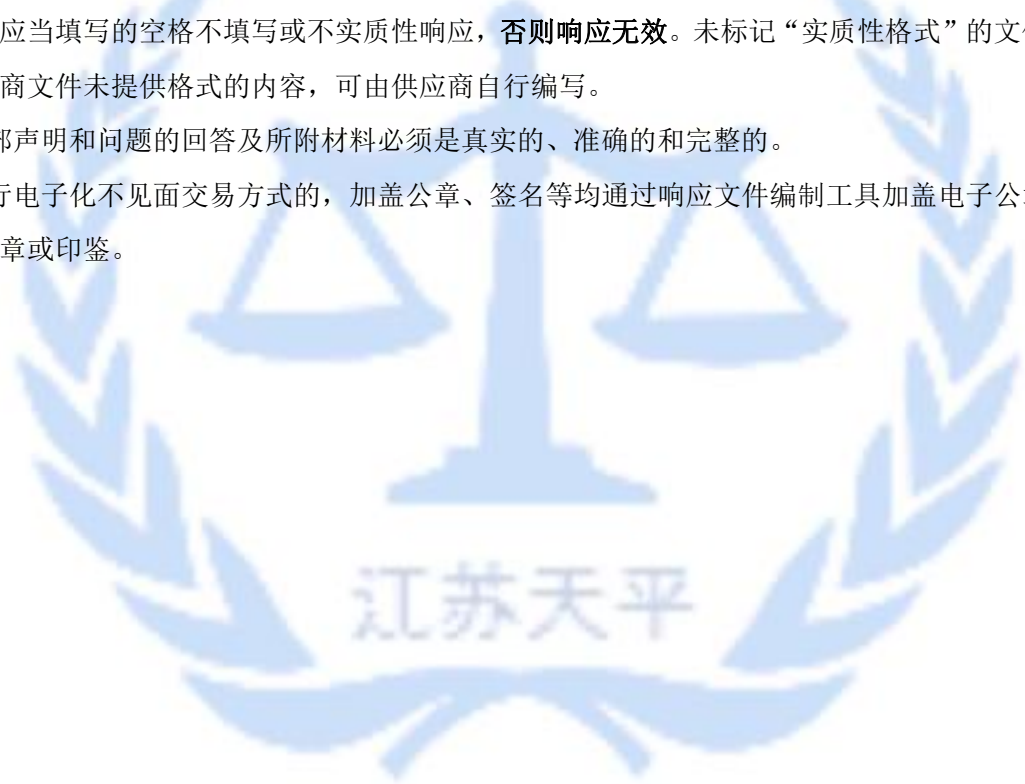 应当填写的空格不填写或不实质性响应，否则响应无效。未标记“实质性格式”的文
商文件未提供格式的内容，可由供应商自行编写。
部声明和问题的回答及所附材料必须是真实的、准确的和完整的。
行电子化不见面交易方式的，加盖公章、签名等均通过响应文件编制工具加盖电子公
章或印鉴。
江苏天平